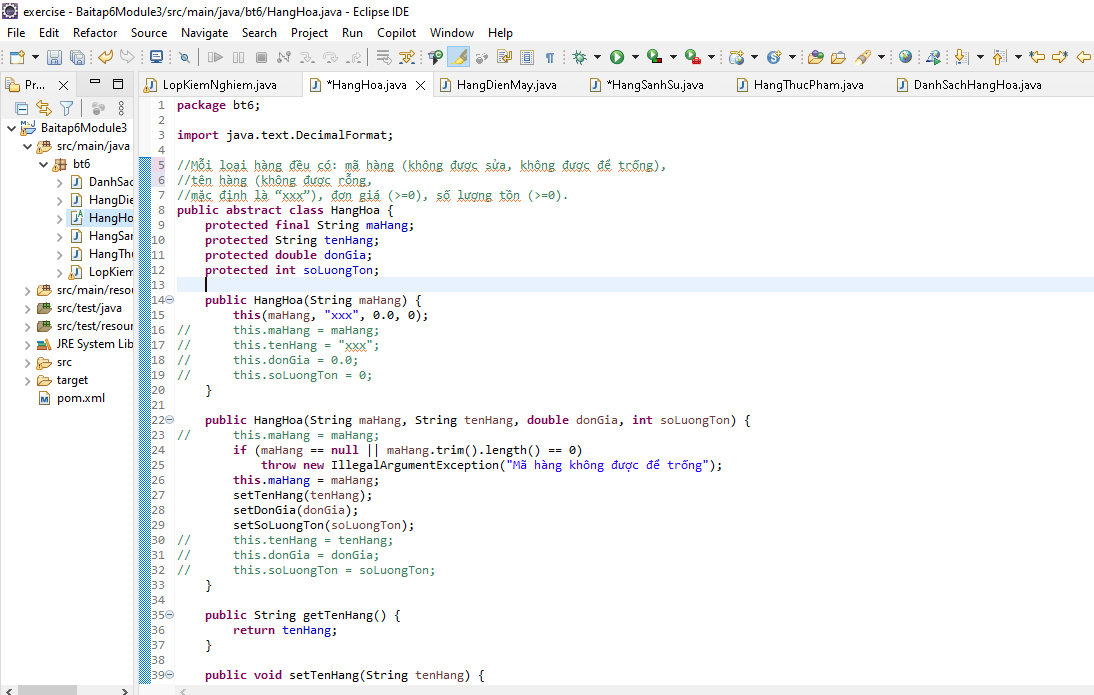 exercise - Baitap6Module3/src/main/java/bt6/HangHoa.java - Eclipse IDE
File Edit Refactor Source Navigate Search Project Run Copilot Window Help
Pr...
LopKiemNghiem.java
*HangHoa.java
HangDienMay.java
*HangSanhSu.java
HangThucPham.java
DanhSachHangHoa.java
Baitap6Module3
src/main/java
bt6
DanhSac
HangDie
HangHo
HangSar
HangThu
LopKiem
src/main/resou
src/test/java
src/test/resour
JRE System Lib
src
target
pom.xml
1 package bt6;
2
3 import java.text.DecimalFormat;
4
5 //Mỗi loại hàng đều có: mã hàng (không được sửa, không được để trống),
6 //tên hàng (không được rỗng,
7 //mặc định là “xxx”), đơn giá (>=0), số lượng tồn (>=0).
8 public abstract class HangHoa {
9 protected final String maHang;
10 protected String tenHang;
11 protected double donGia;
12 protected int soLuongTon;
13
14 public HangHoa(String maHang) {
15 this(maHang, "xxx", 0.0, 0);
16 // this.maHang = maHang;
17 // this.tenHang = "xxx";
18 // this.donGia = 0.0;
19 // this.soLuongTon = 0;
20 }
21
22 public HangHoa(String maHang, String tenHang, double donGia, int soLuongTon) {
23 // this.maHang = maHang;
24 if (maHang == null || maHang.trim().length() == 0)
25 throw new IllegalArgumentException("Mã hàng không được để trống");
26 this.maHang = maHang;
27 setTenHang(tenHang);
28 setDonGia(donGia);
29 setSoLuongTon(soLuongTon);
30 // this.tenHang = tenHang;
31 // this.donGia = donGia;
32 // this.soLuongTon = soLuongTon;
33 }
34
35 public String getTenHang() {
36 return tenHang;
37 }
38
39 public void setTenHang(String tenHang) {